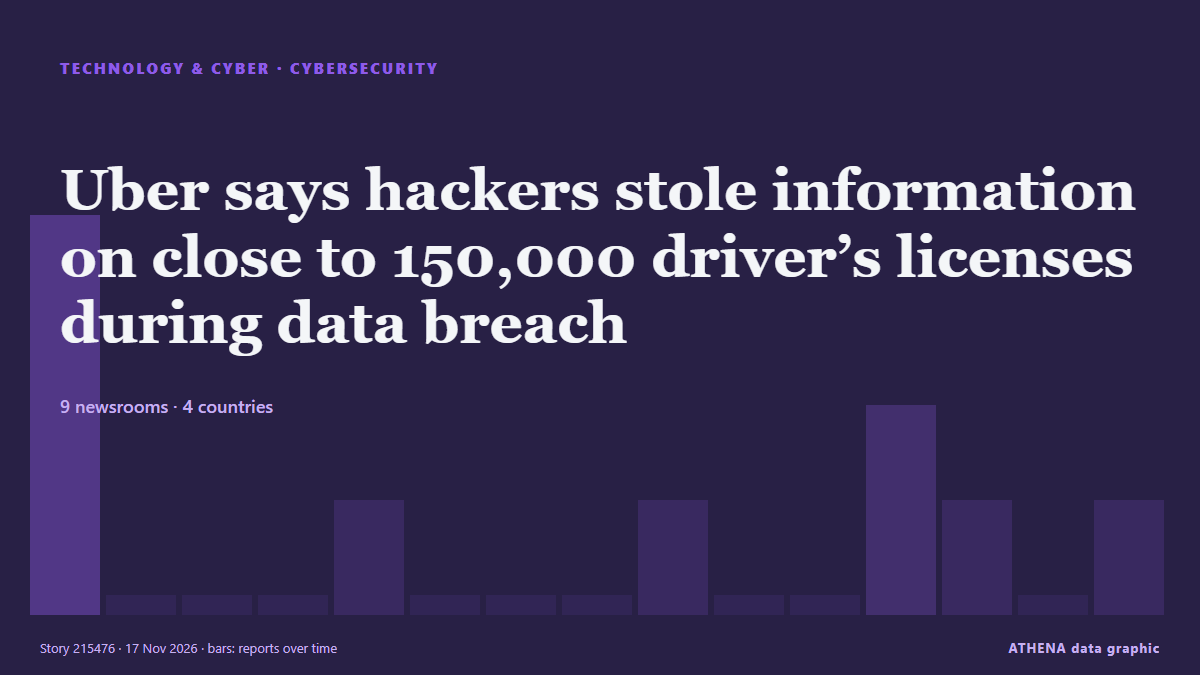 TECHNOLOGY & CYBER · CYBERSECURITY
Uber says hackers stole information
on close to 150,000 driver’s licenses
during data breach
9 newsrooms · 4 countries
Story 215476 · 17 Nov 2026 · bars: reports over time
ATHENA data graphic